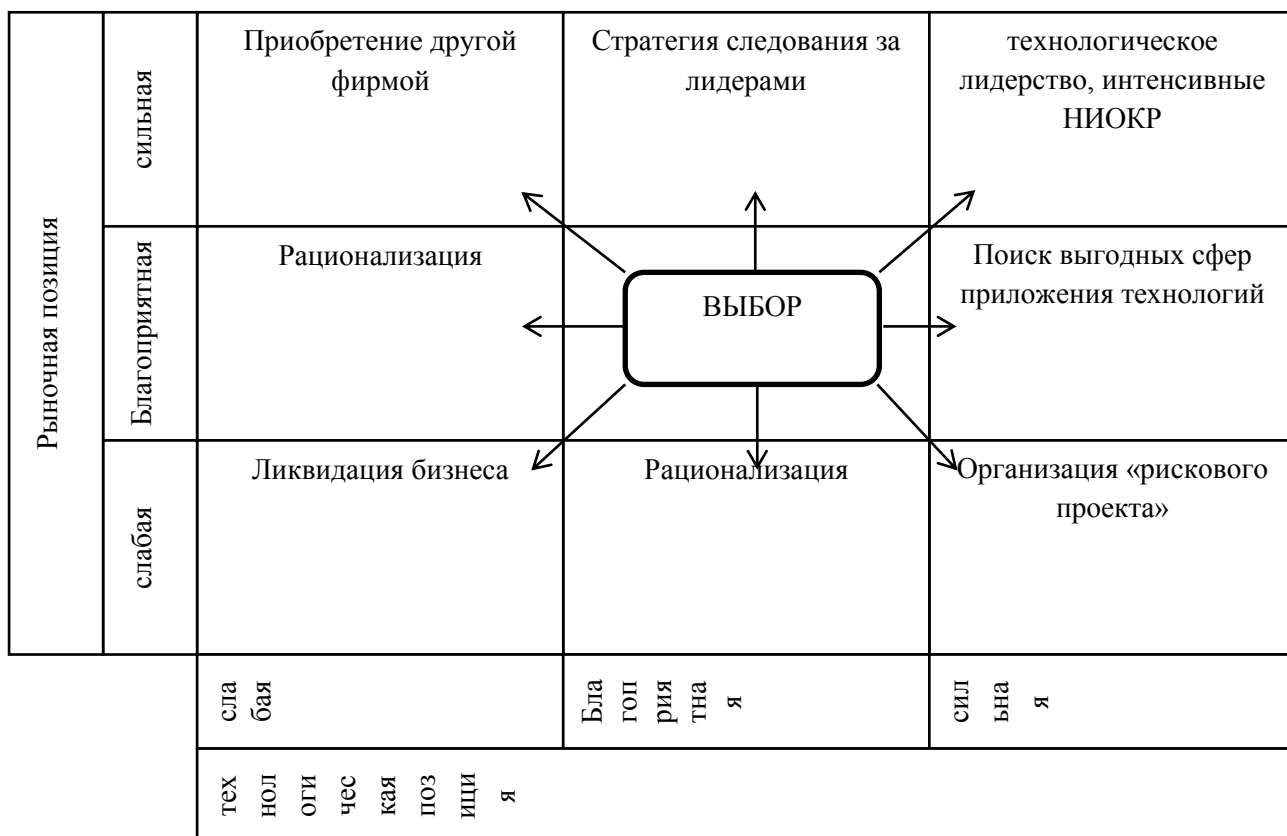 Рыночная позиция
сильная
Приобретение другой
фирмой
Стратегия следования за
лидерами
технологическое
лидерство, интенсивные
НИОКР
Благоприятная
Рационализация
ВЫБОР
Поиск выгодных сфер
приложения технологий
слабая
Ликвидация бизнеса
Рационализация
Организация «рискового
проекта»
сла
бая
Бла
гоп
рия
тна
я
сил
ьна
я
тех
нол
оги
чес
кая
поз
ици
я